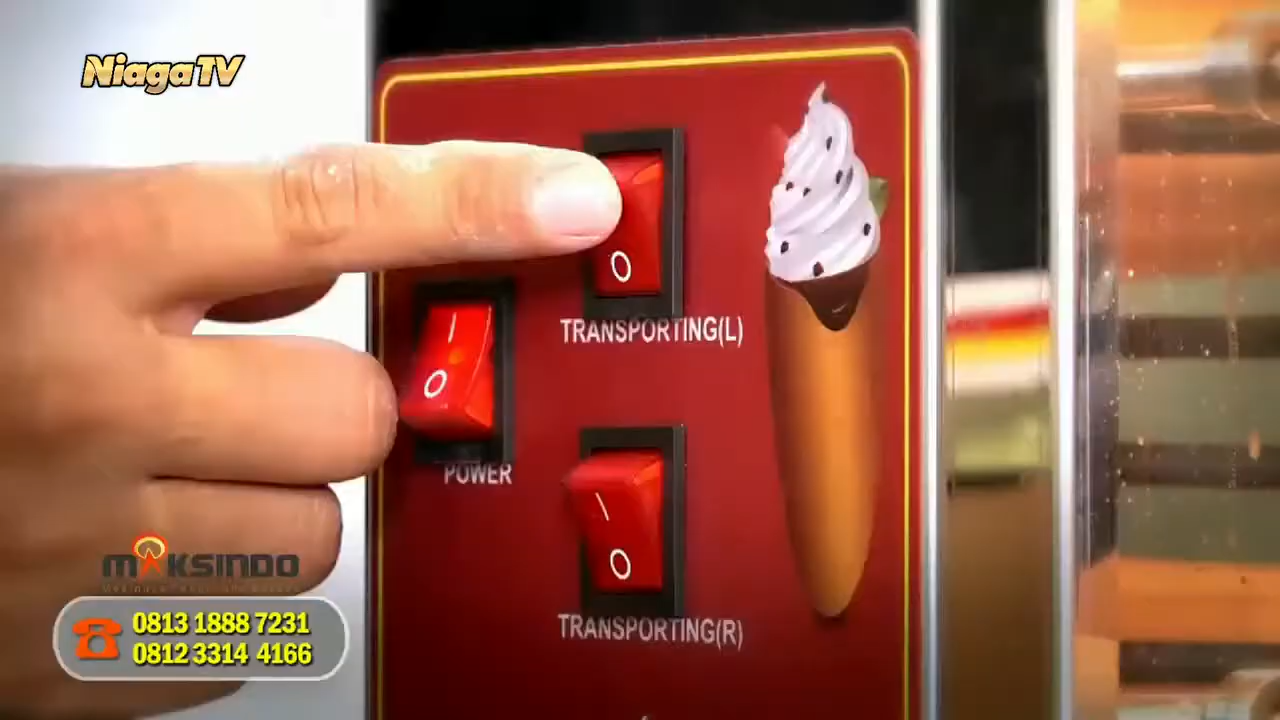 NiagaTV
O
TRANSPORTING(L)
I
O
POWER
I
O
TRANSPORTING(R)
MAKSINDO
0813 1888 7231
0812 3314 4166